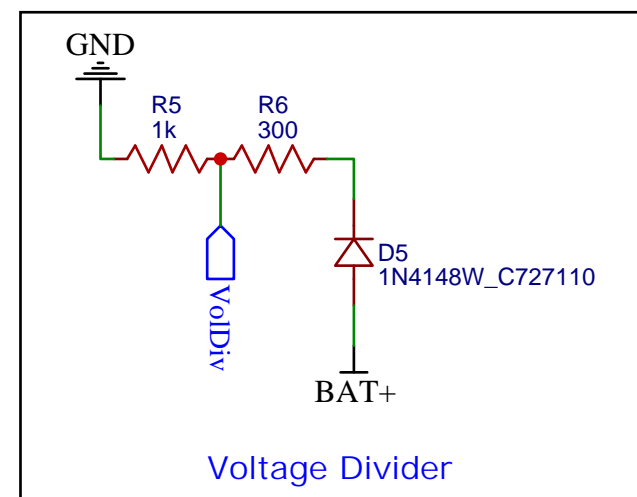 GND
R5
1k
R6
300
VolDiv
D5
1N4148W_C727110
BAT+
Voltage Divider